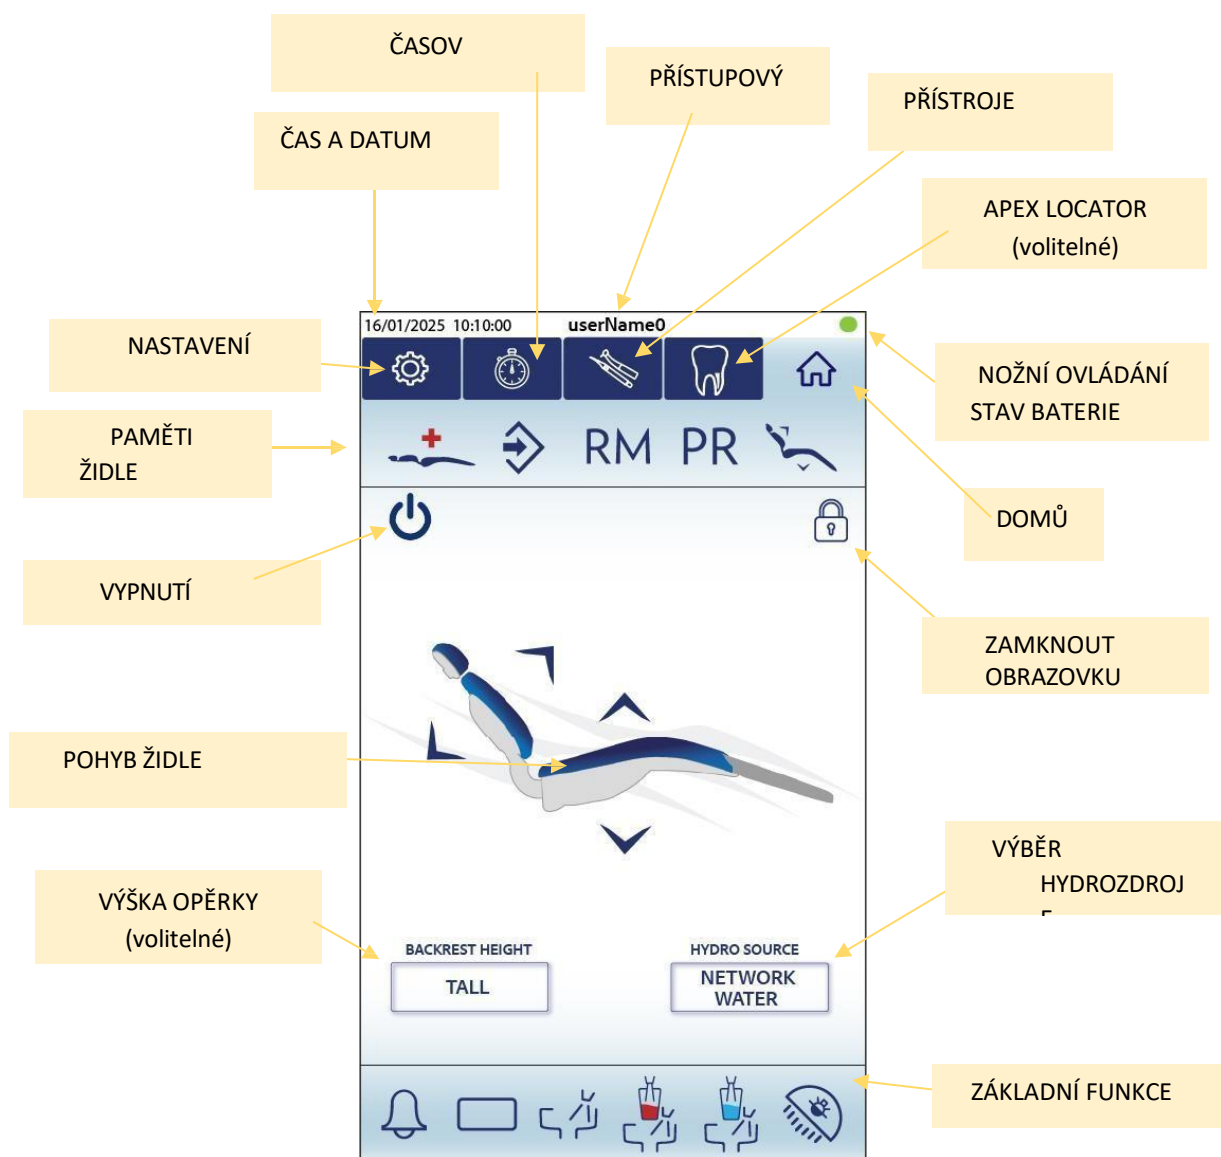 ČASOV
PŘÍSTUPOVÝ
PŘÍSTROJE
ČAS A DATUM
APEX LOCATOR
(volitelné)
16/01/2025 10:10:00 userName0
NASTAVENÍ
NOŽNÍ OVLÁDÁNÍ
STAV BATERIE
PAMĚTI
ŽIDLE
RM PR
DOMŮ
VYPNUTÍ
ZAMKNOUT
OBRAZOVKU
POHYB ŽIDLE
VÝBĚR
HYDROZDROJ
VÝŠKA OPĚRKY
(volitelné)
BACKREST HEIGHT
TALL
HYDRO SOURCE
NETWORK
WATER
ZÁKLADNÍ FUNKCE